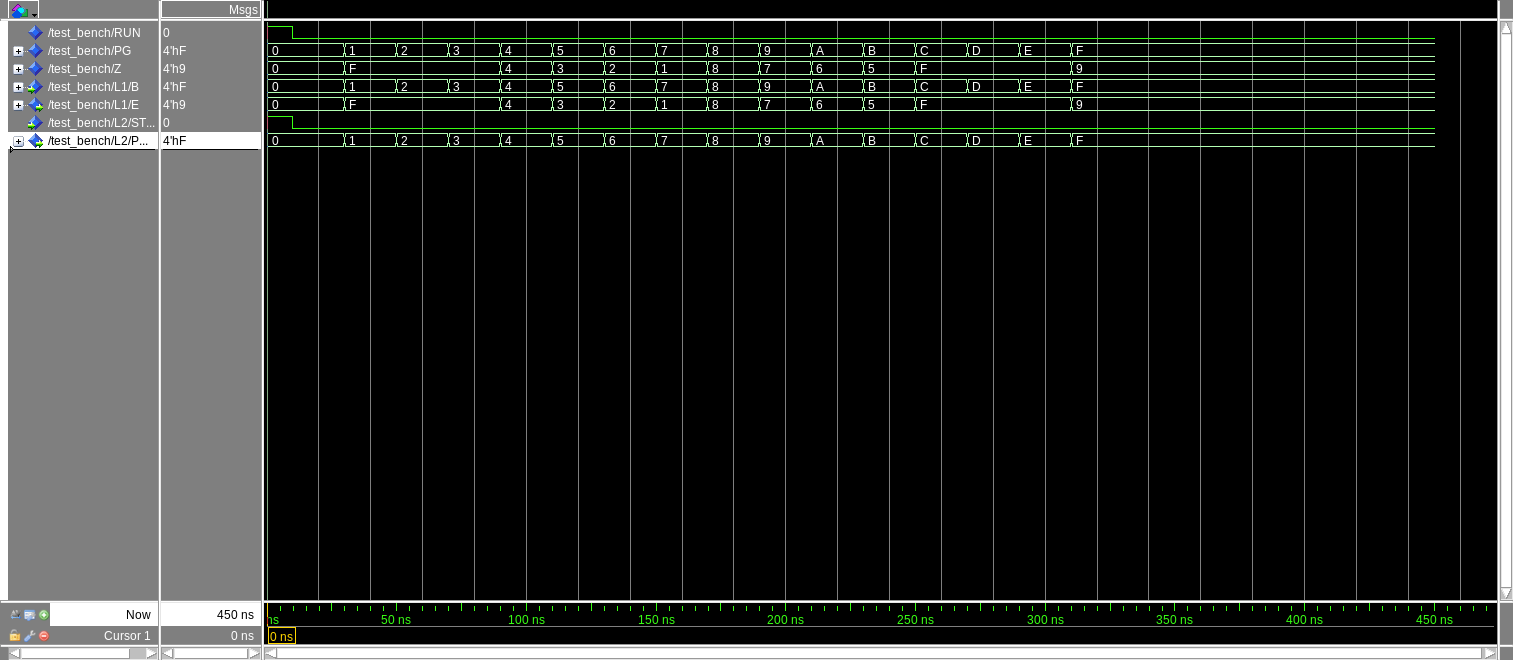 Msgs
/test_bench/RUN 0
/test_bench/PG 4'hF 0 1 2 3 4 5 6 7 8 9 A B C D E F
/test_bench/Z 4'h9 0 F 4 3 2 1 8 7 6 5 F 9
/test_bench/L1/B 4'hF 0 1 2 3 4 5 6 7 8 9 A B C D E F
/test_bench/L1/E 4'h9 0 F 4 3 2 1 8 7 6 5 F 9
/test_bench/L2/ST... 0
/test_bench/L2/P... 4'hF 0 1 2 3 4 5 6 7 8 9 A B C D E F
Now 450 ns ns 50 ns 100 ns 150 ns 200 ns 250 ns 300 ns 350 ns 400 ns 450 ns
Cursor 1 0 ns 0 ns